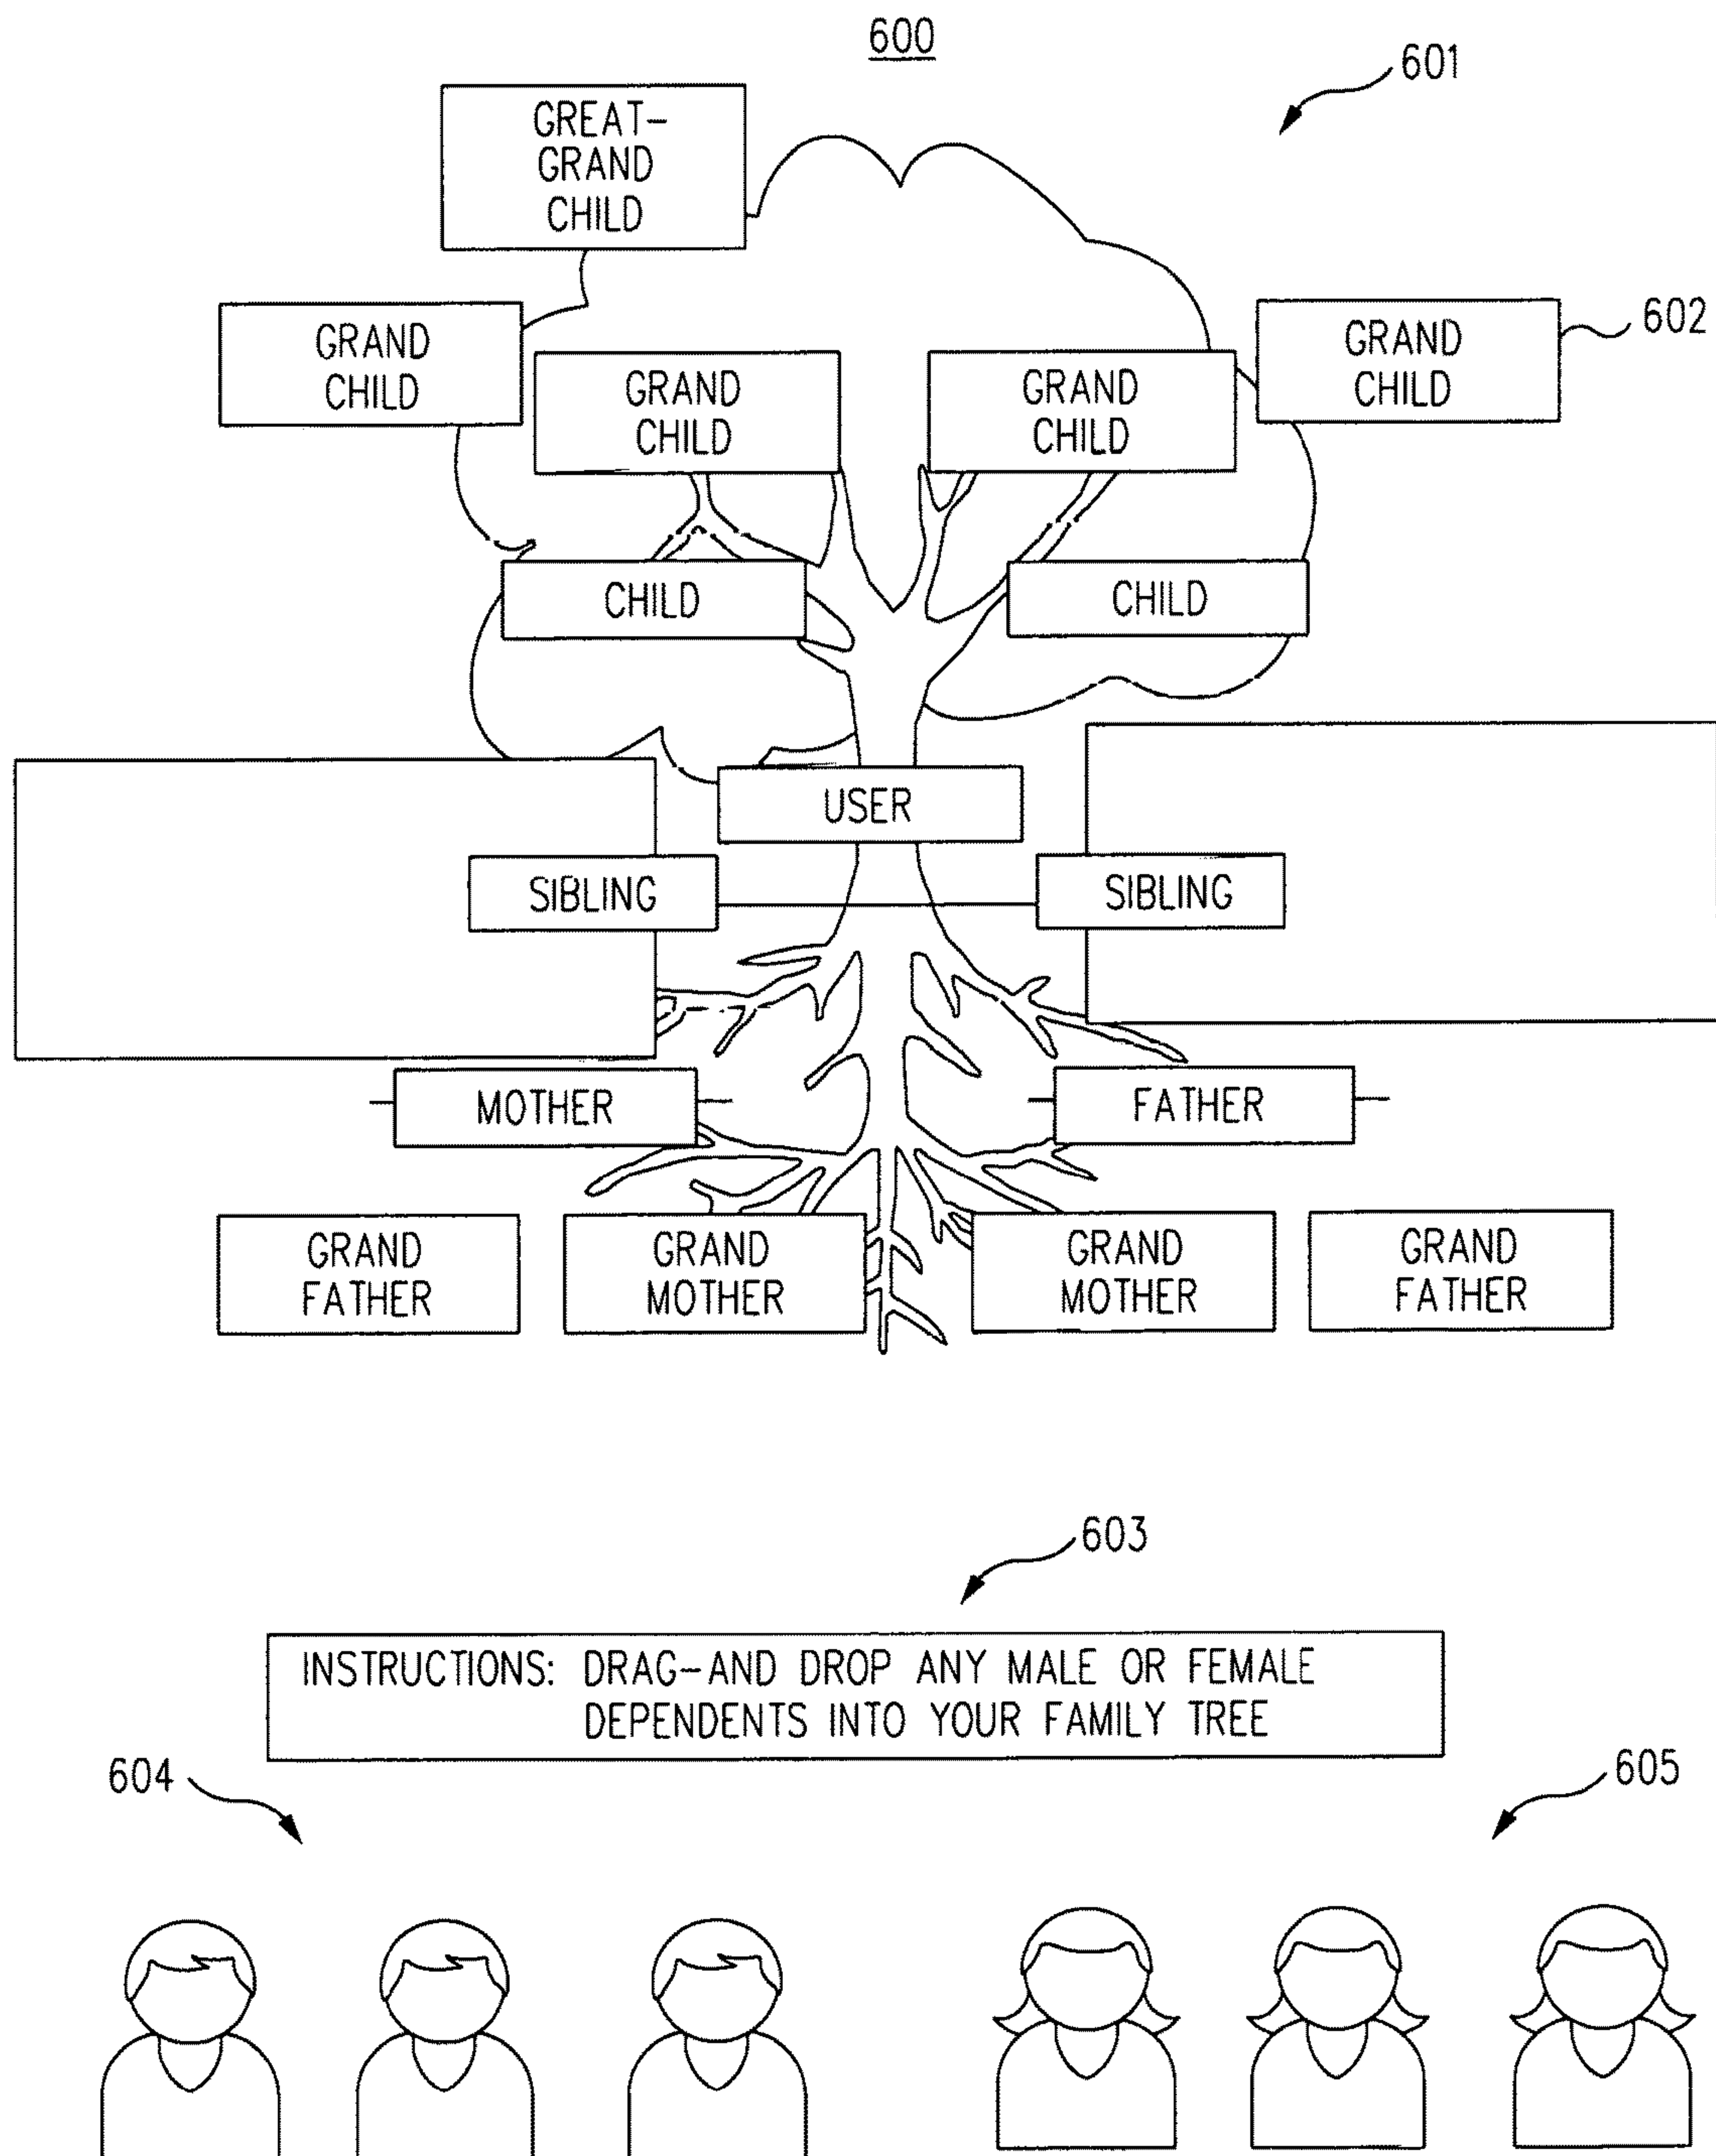 600
601
GREAT-
GRAND
CHILD
GRAND
CHILD
GRAND
CHILD
GRAND
CHILD
GRAND
CHILD
602
CHILD
CHILD
USER
SIBLING
SIBLING
MOTHER
FATHER
GRAND
FATHER
GRAND
MOTHER
GRAND
MOTHER
GRAND
FATHER
603
INSTRUCTIONS: DRAG-AND DROP ANY MALE OR FEMALE
DEPENDENTS INTO YOUR FAMILY TREE
604
605